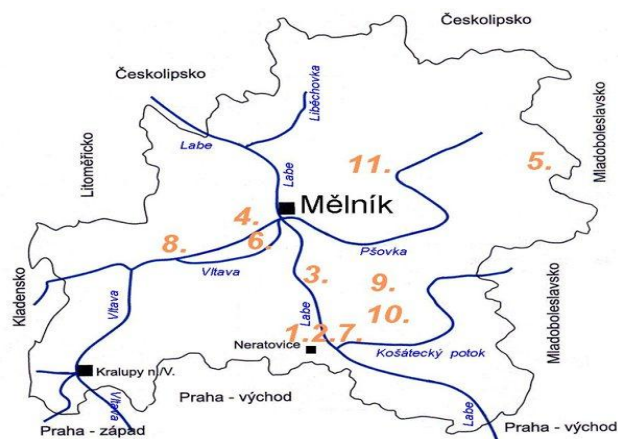 Českolipsko
Českolipsko
Liběchovka
Mladoboleslavsko
Litoměřicko
Labe
Labe
11.
5.
Mělník
4.
8.
6.
Pšovka
Vltava
3.
9.
Kladensko
Vltava
Labe
10.
Mladoboleslavsko
1.2.7.
Neratovice
Košátecký potok
Kralupy n./V.
Praha - východ
Vltava
Labe
Praha - západ
Praha - východ